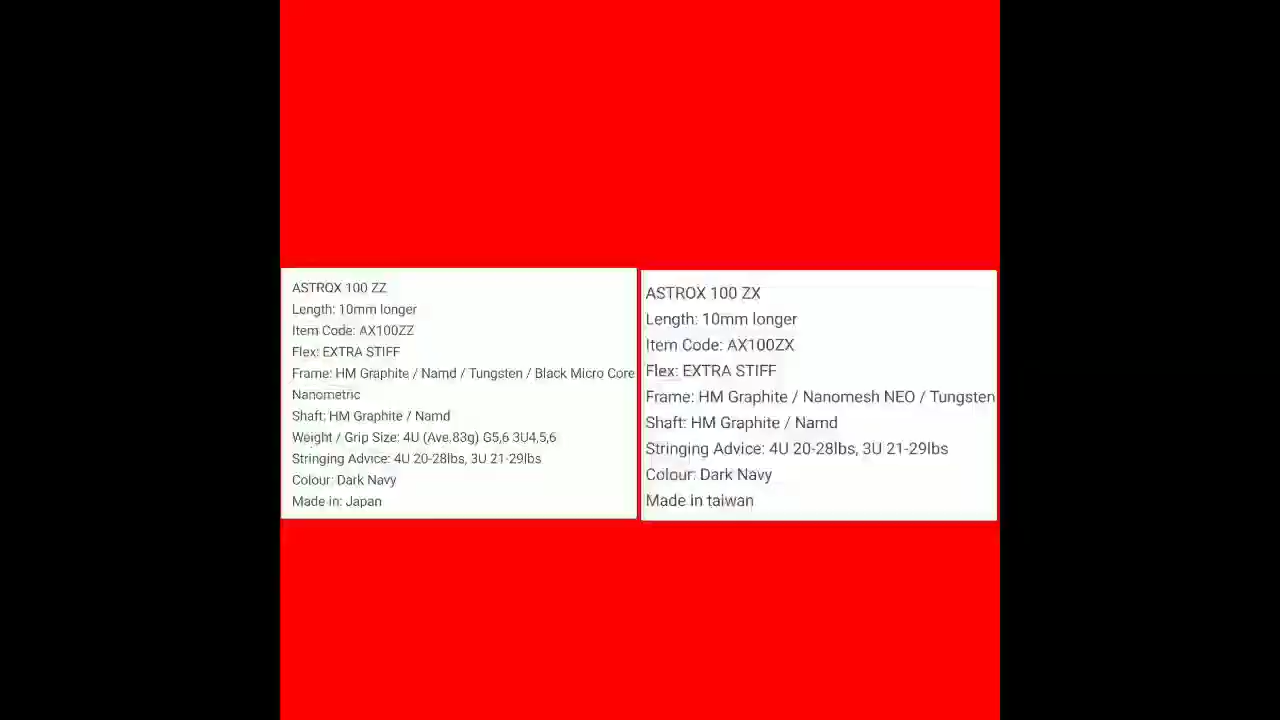 ASTROX 100 ZZ
Length: 10mm longer
Item Code: AX100ZZ
Flex: EXTRA STIFF
Frame: HM Graphite / Namd / Tungsten / Black Micro Core
Nanometric
Shaft: HM Graphite / Namd
Weight / Grip Size: 4U (Ave.83g) G5,6 3U4,5,6
Stringing Advice: 4U 20-28lbs, 3U 21-29lbs
Colour: Dark Navy
Made in: Japan
ASTROX 100 ZX
Length: 10mm longer
Item Code: AX100ZX
Flex: EXTRA STIFF
Frame: HM Graphite / Nanomesh NEO / Tungsten
Shaft: HM Graphite / Namd
Stringing Advice: 4U 20-28lbs, 3U 21-29lbs
Colour: Dark Navy
Made in taiwan